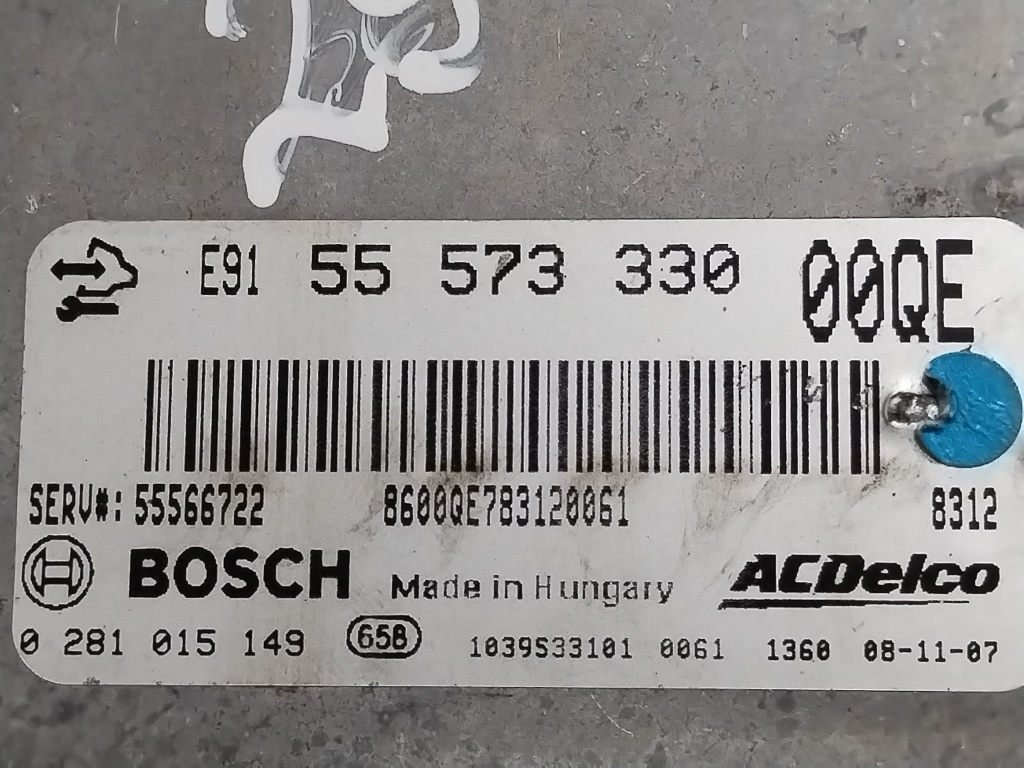 E91 55 573 330 00QE
SERV#: 55566722 8600QE783120061 8312
BOSCH Made in Hungary ACDelco
0 281 015 149 658 1039S33101 0061 1360 08-11-07